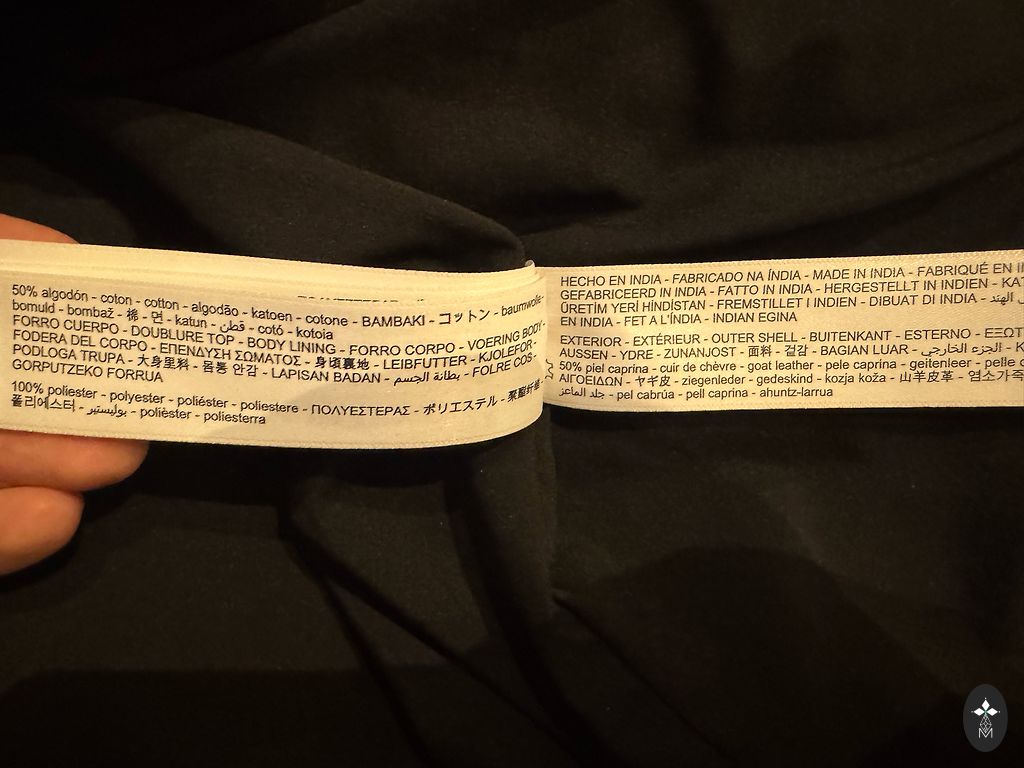 50% algodón - coton - cotton - algodão - katoen - cotone - BAMBAKI - コットン - baumwolle -
bomuld - bombaž - 棉 - 면 - katun - قطن - cotó - kotoia
FORRO CUERPO - DOUBLURE TOP - BODY LINING - FORRO CORPO - VOERING BODY -
FODERA DEL CORPO - ΕΠΕΝΔΥΣΗ ΣΩΜΑΤΟΣ - 身頃裏地 - LEIBFUTTER - KJOLEFOR -
PODLOGA TRUPA - 大身里料 - 몸통 안감 - LAPISAN BADAN - بطانة الجسم - FOLRE COS -
GORPUTZEKO FORRUA
100% poliester - polyester - poliéster - poliestere - ΠΟΛΥΕΣΤΕΡΑΣ - ポリエステル - 聚酯纤维 -
폴리에스터 - بوليستير - polièster - poliesterra
HECHO EN INDIA - FABRICADO NA ÍNDIA - MADE IN INDIA - FABRIQUÉ EN
GEFABRICEERD IN INDIA - FATTO IN INDIA - HERGESTELLT IN INDIEN -
ÜRETİM YERİ HİNDİSTAN - FREMSTILLET I INDIEN - DIBUAT DI INDIA - الهند
EN INDIA - FET A L'ÍNDIA - INDIAN EGINA
EXTERIOR - EXTÉRIEUR - OUTER SHELL - BUITENKANT - ESTERNO -
AUSSEN - YDRE - ZUNANJOST - 面料 - 겉감 - BAGIAN LUAR - الجزء الخارجي -
50% piel caprina - cuir de chèvre - goat leather - pele caprina - geitenleer - pelle
ΑΙΓΟΕΙΔΩΝ - ヤギ皮 - ziegenleder - gedeskind - kozja koža - 山羊皮革 -
جلد الماعز - pel cabrúa - pell caprina - ahuntz-larrua